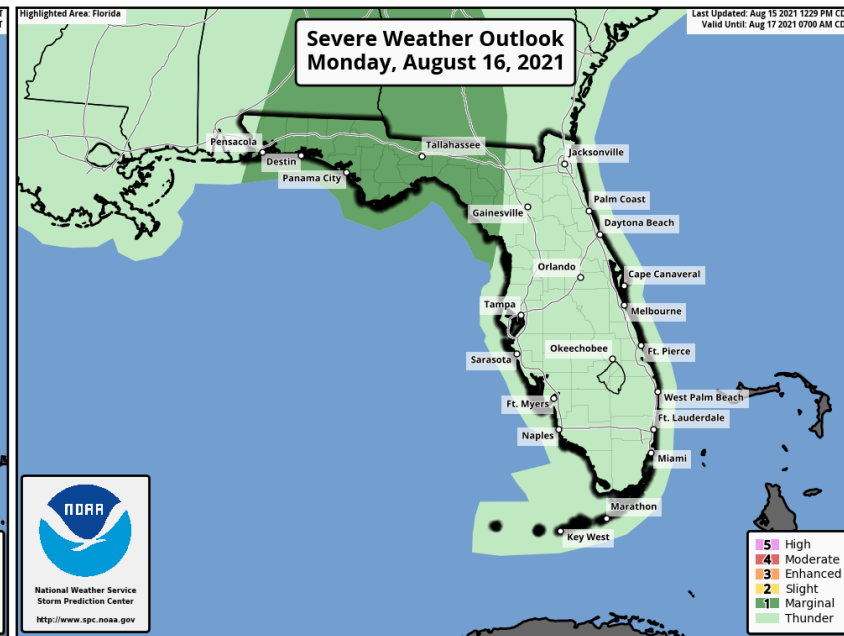 Highlighted Area: Florida
Last Updated: Aug 15 2021 1229 PM CD
Valid Until: Aug 17 2021 0700 AM CD
Severe Weather Outlook
Monday, August 16, 2021
Pensacola
Destin
Panama City
Tallahassee
Jacksonville
Gainesville
Palm Coast
Daytona Beach
Orlando
Cape Canaveral
Tampa
Melbourne
Sarasota
Okeechobee
Ft. Pierce
Ft. Myers
West Palm Beach
Naples
Ft. Lauderdale
Miami
Marathon
Key West
NOAA
National Weather Service
Storm Prediction Center
http://www.spc.noaa.gov
5 High
4 Moderate
3 Enhanced
2 Slight
1 Marginal
Thunder